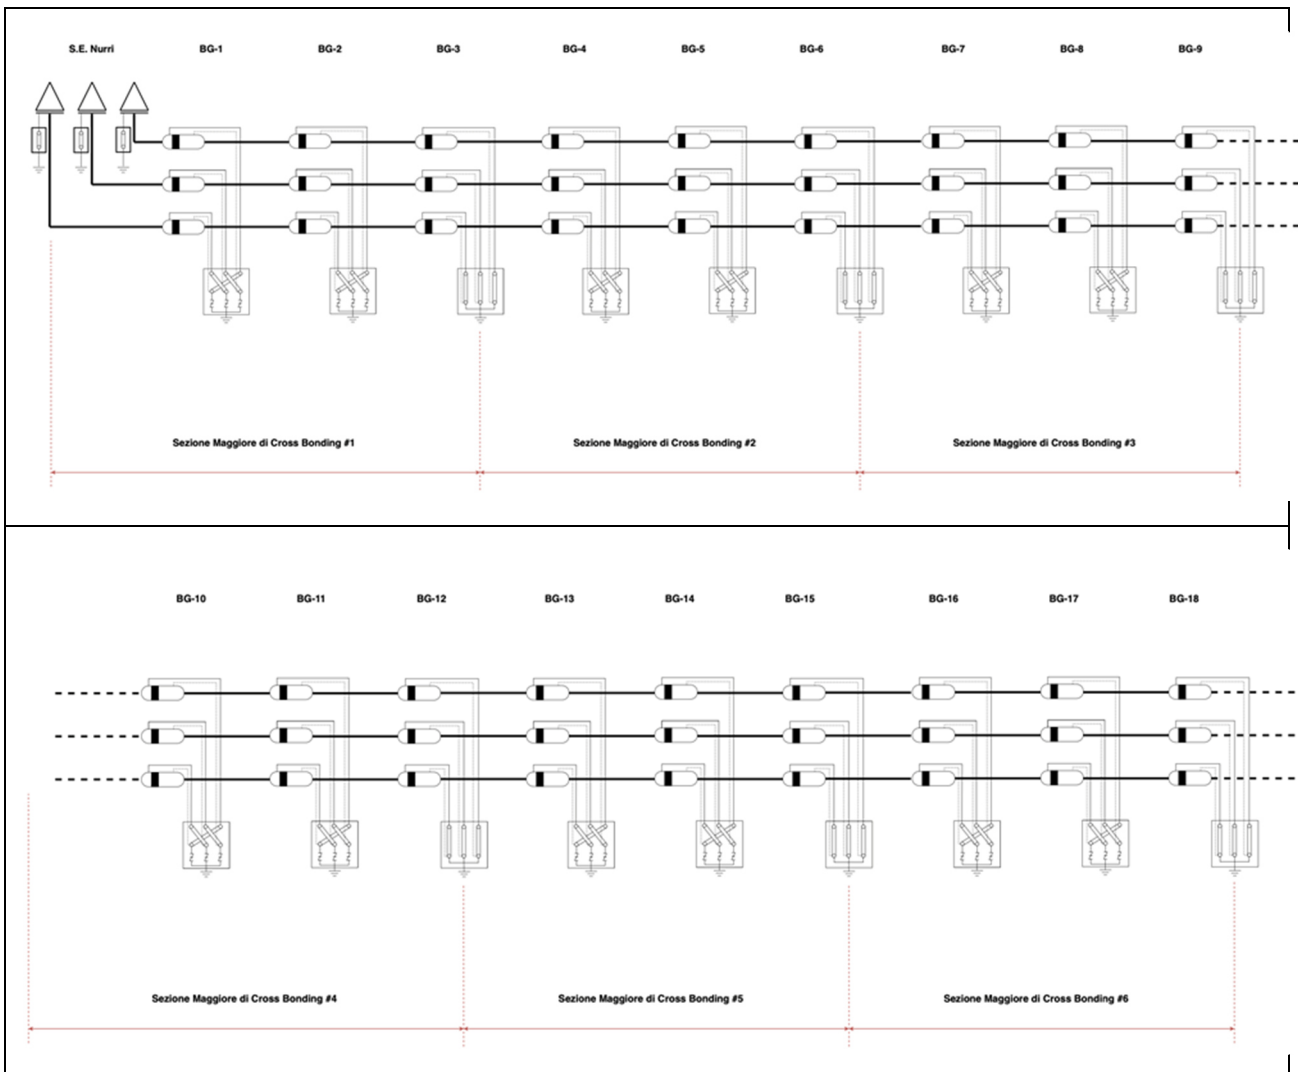 S.E. Nurri BG-1 BG-2 BG-3 BG-4 BG-5 BG-6 BG-7 BG-8 BG-9
Sezione Maggiore di Cross Bonding #1 Sezione Maggiore di Cross Bonding #2 Sezione Maggiore di Cross Bonding #3
BG-10 BG-11 BG-12 BG-13 BG-14 BG-15 BG-16 BG-17 BG-18
Sezione Maggiore di Cross Bonding #4 Sezione Maggiore di Cross Bonding #5 Sezione Maggiore di Cross Bonding #6